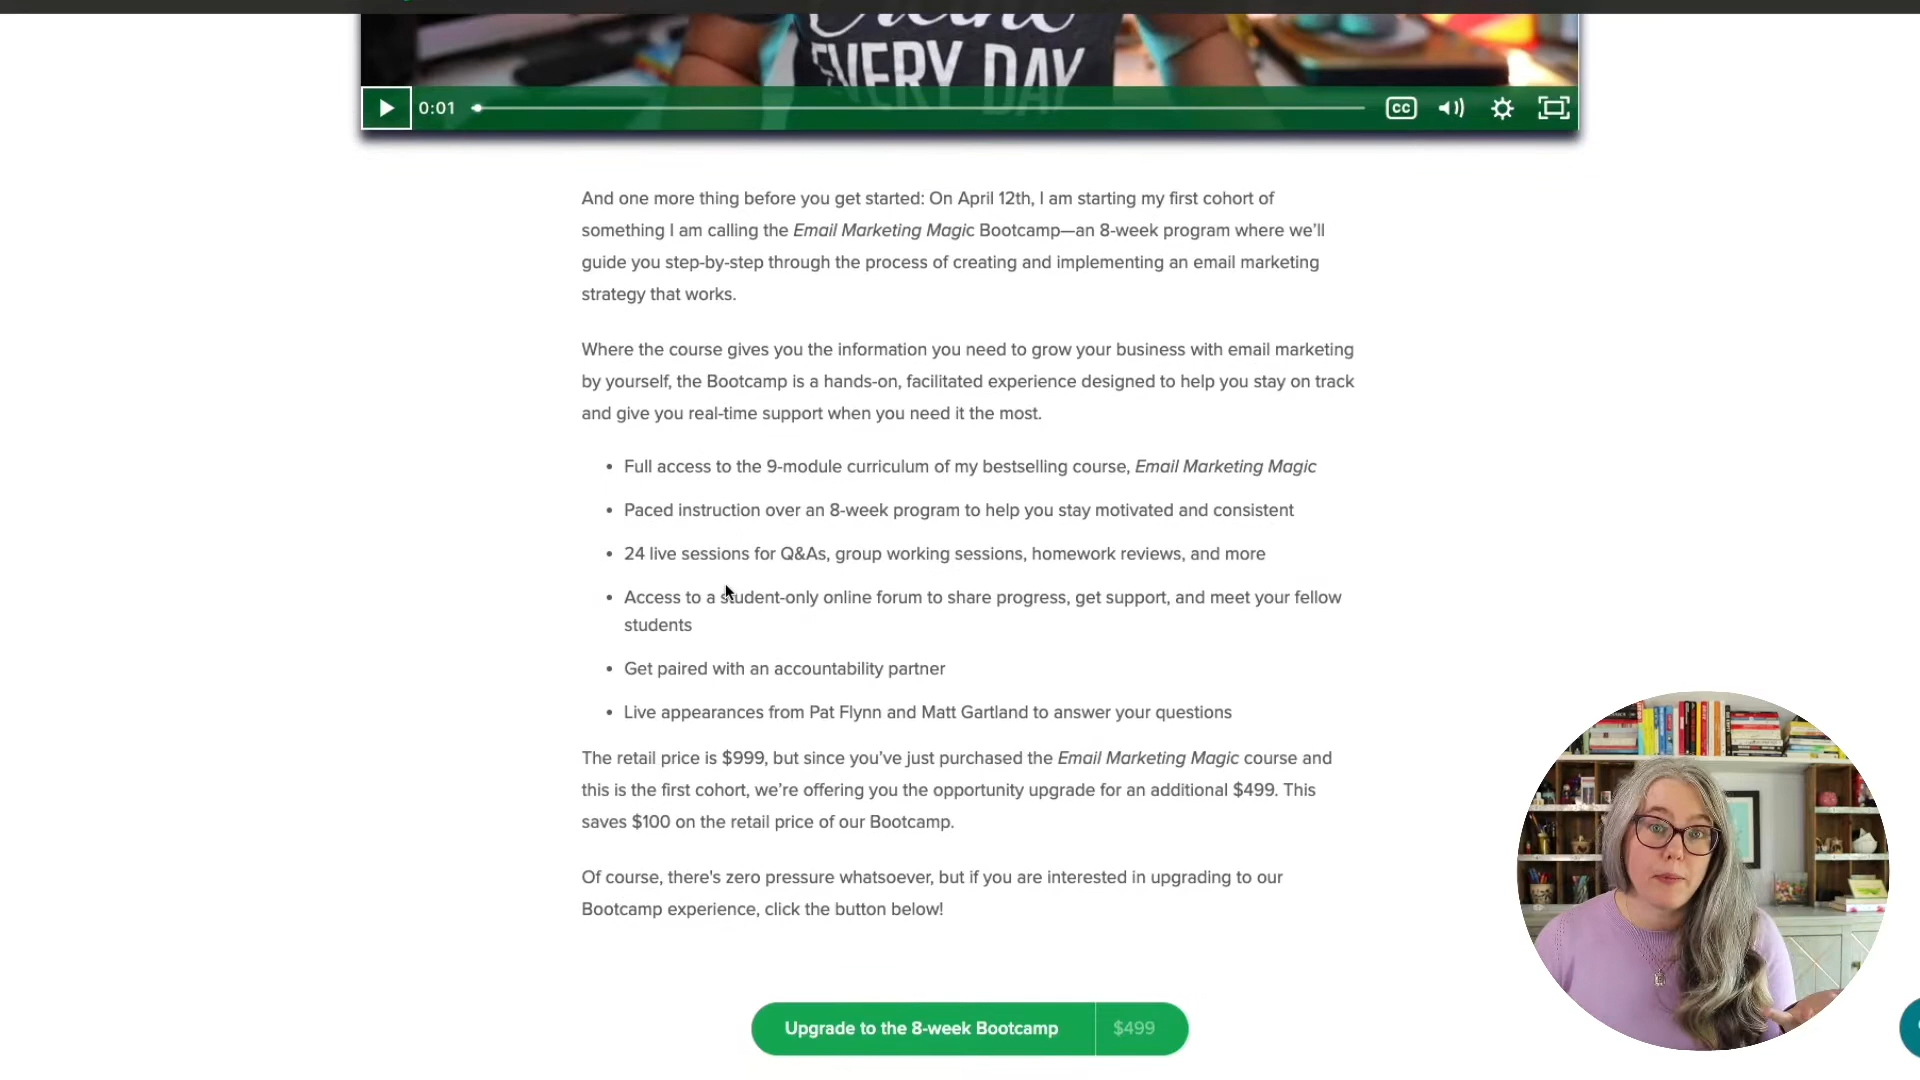 EVERY DAY
0:01
CC
And one more thing before you get started: On April 12th, I am starting my first cohort of
something I am calling the Email Marketing Magic Bootcamp—an 8-week program where we'll
guide you step-by-step through the process of creating and implementing an email marketing
strategy that works.
Where the course gives you the information you need to grow your business with email marketing
by yourself, the Bootcamp is a hands-on, facilitated experience designed to help you stay on track
and give you real-time support when you need it the most.
• Full access to the 9-module curriculum of my bestselling course, Email Marketing Magic
• Paced instruction over an 8-week program to help you stay motivated and consistent
• 24 live sessions for Q&As, group working sessions, homework reviews, and more
• Access to a student-only online forum to share progress, get support, and meet your fellow
students
• Get paired with an accountability partner
• Live appearances from Pat Flynn and Matt Gartland to answer your questions
The retail price is $999, but since you've just purchased the Email Marketing Magic course and
this is the first cohort, we're offering you the opportunity upgrade for an additional $499. This
saves $100 on the retail price of our Bootcamp.
Of course, there's zero pressure whatsoever, but if you are interested in upgrading to our
Bootcamp experience, click the button below!
Upgrade to the 8-week Bootcamp $499